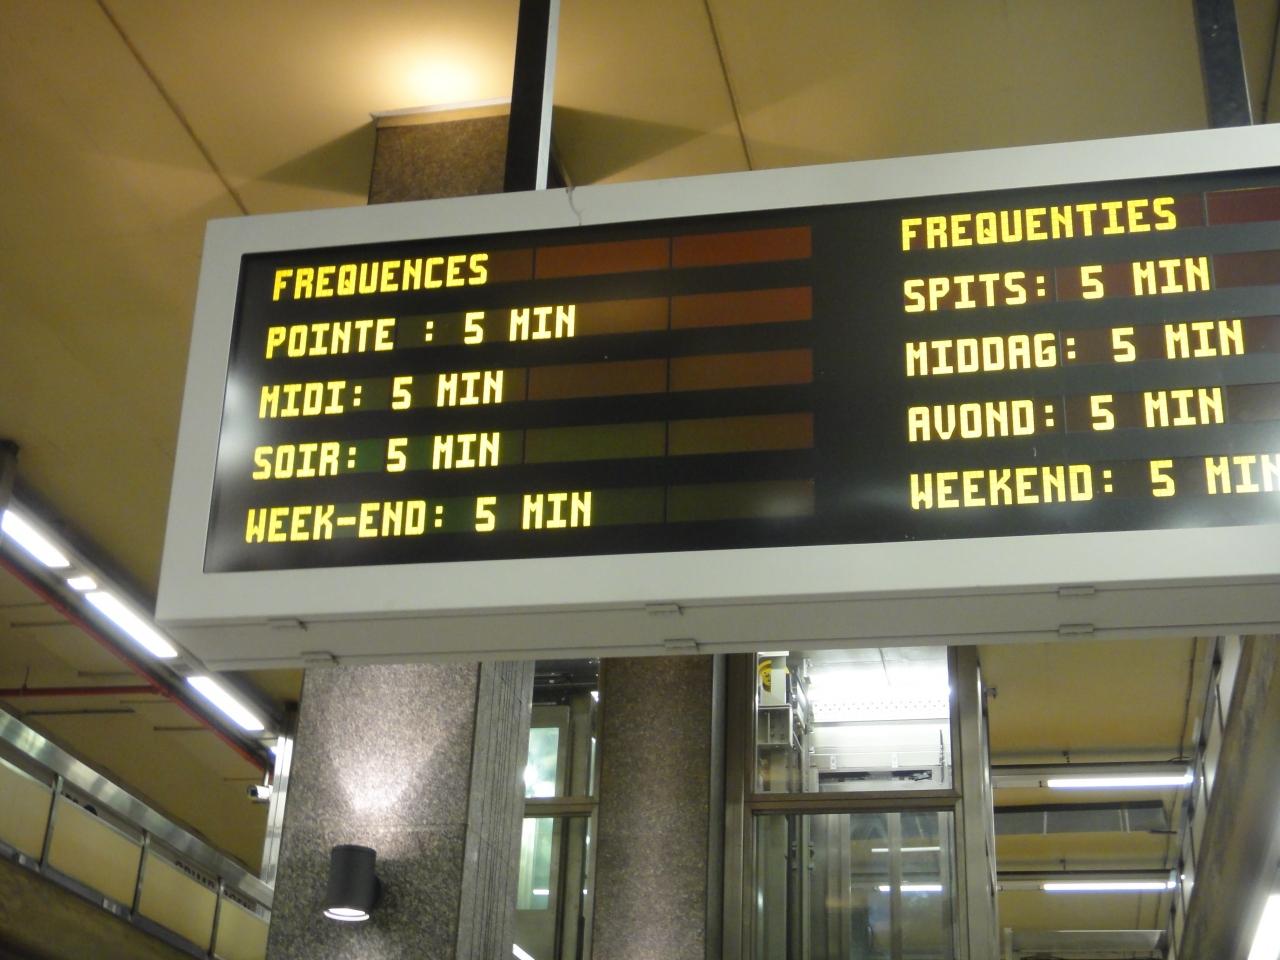 FREQUENCES
POINTE : 5 MIN
MIDI: 5 MIN
SOIR: 5 MIN
WEEK-END: 5 MIN
FREQUENTIES
SPITS: 5 MIN
MIDDAG: 5 MIN
AVOND: 5 MIN
WEEKEND: 5 MIN